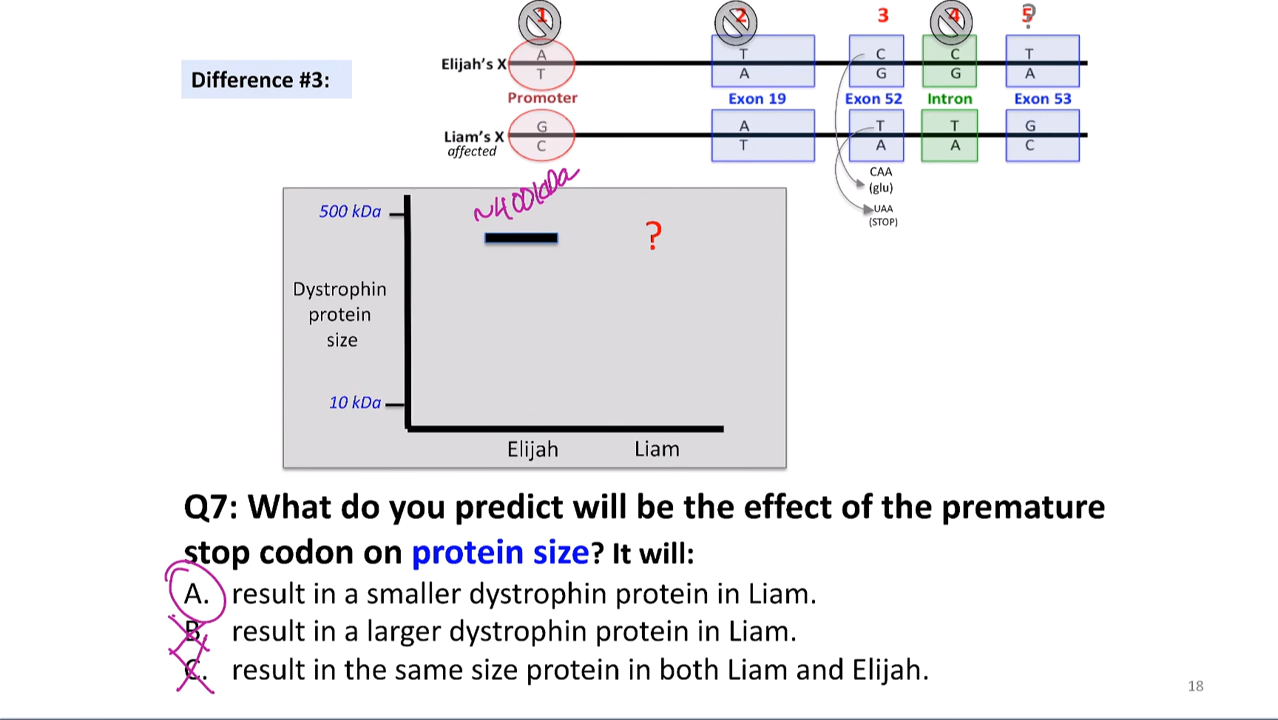 1 2 3 4 5 ?
Difference #3:
Elijah's X A T C C T
T A G G A
Promoter Exon 19 Exon 52 Intron Exon 53
Liam's X G A T T G
affected C T A A C
CAA
(glu)
UAA
(STOP)
~400kDa
500 kDa
?
Dystrophin
protein
size
10 kDa
Elijah Liam
Q7: What do you predict will be the effect of the premature
stop codon on protein size? It will:
A. result in a smaller dystrophin protein in Liam.
B. result in a larger dystrophin protein in Liam.
C. result in the same size protein in both Liam and Elijah.
18